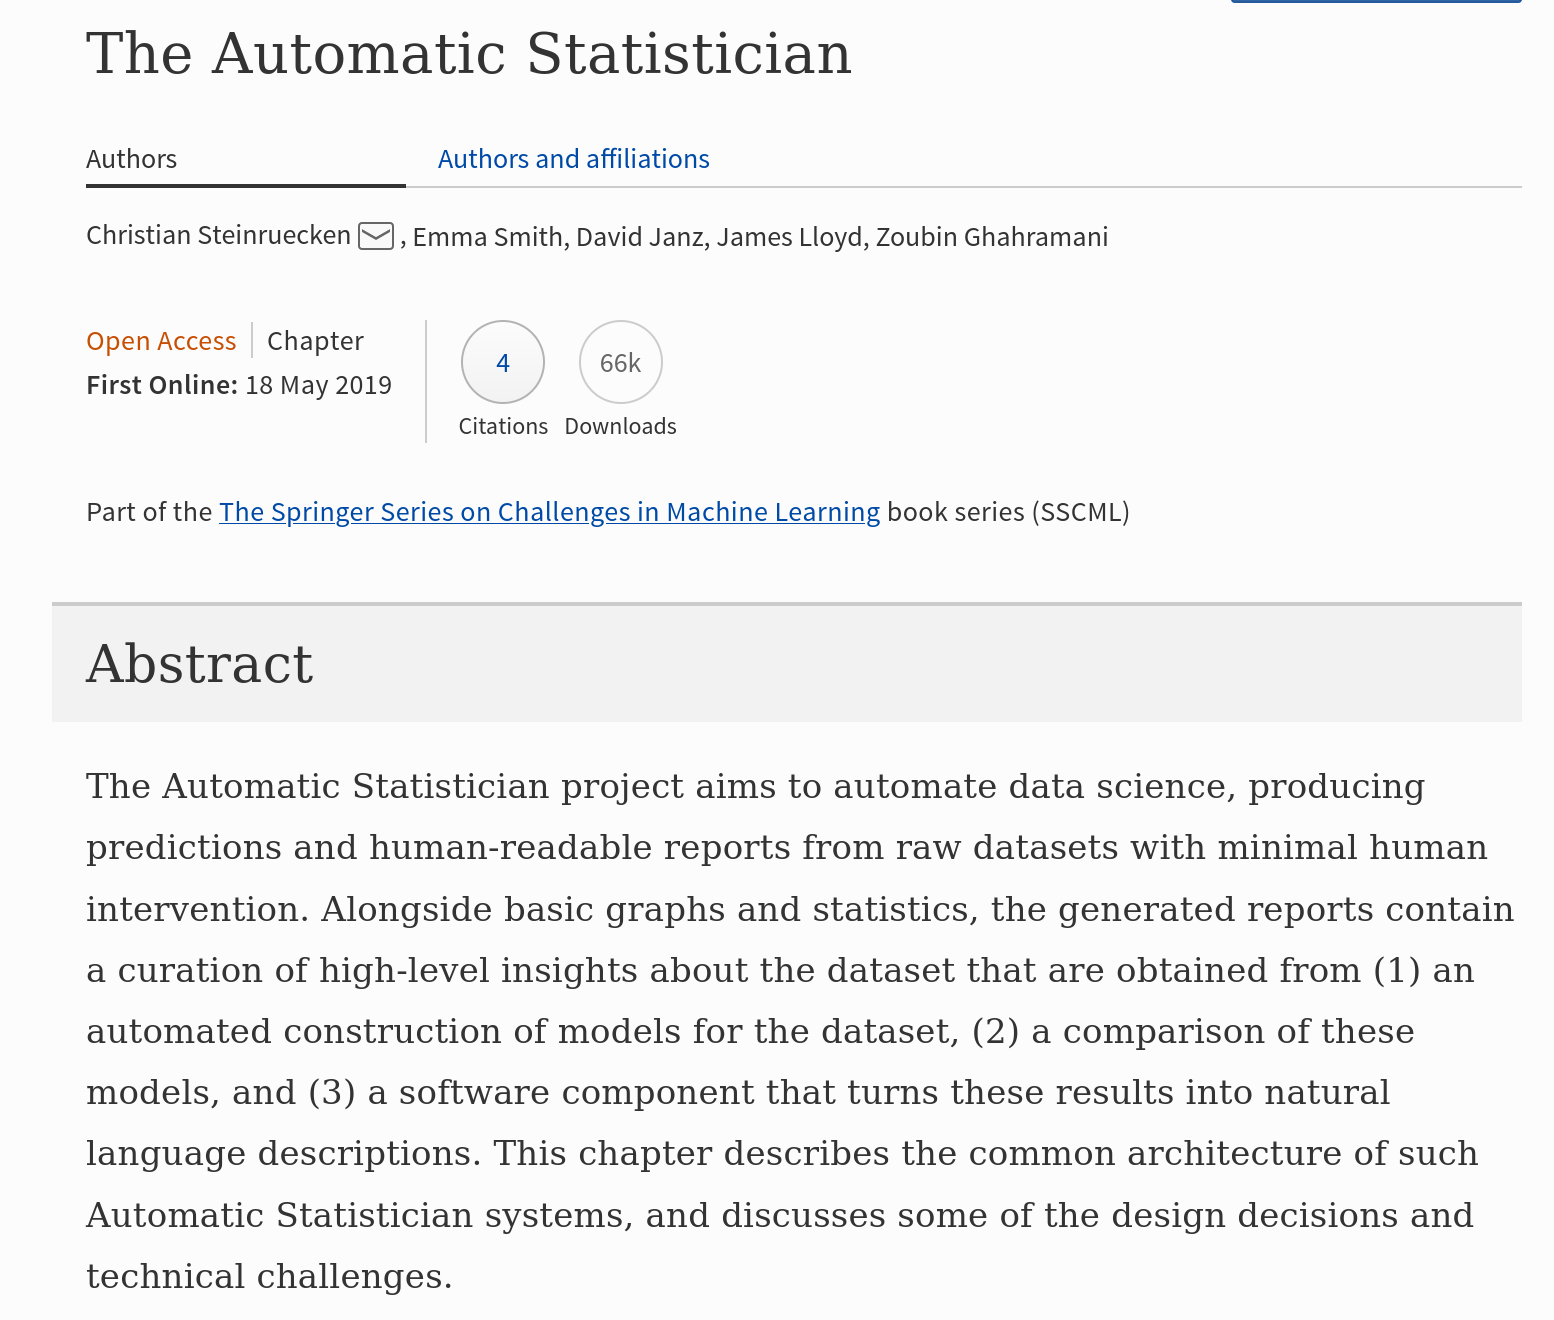 The Automatic Statistician
Authors Authors and affiliations
Christian Steinruecken , Emma Smith, David Janz, James Lloyd, Zoubin Ghahramani
Open Access Chapter
First Online: 18 May 2019
4 66k
Citations Downloads
Part of the The Springer Series on Challenges in Machine Learning book series (SSCML)
Abstract
The Automatic Statistician project aims to automate data science, producing
predictions and human-readable reports from raw datasets with minimal human
intervention. Alongside basic graphs and statistics, the generated reports contain
a curation of high-level insights about the dataset that are obtained from (1) an
automated construction of models for the dataset, (2) a comparison of these
models, and (3) a software component that turns these results into natural
language descriptions. This chapter describes the common architecture of such
Automatic Statistician systems, and discusses some of the design decisions and
technical challenges.